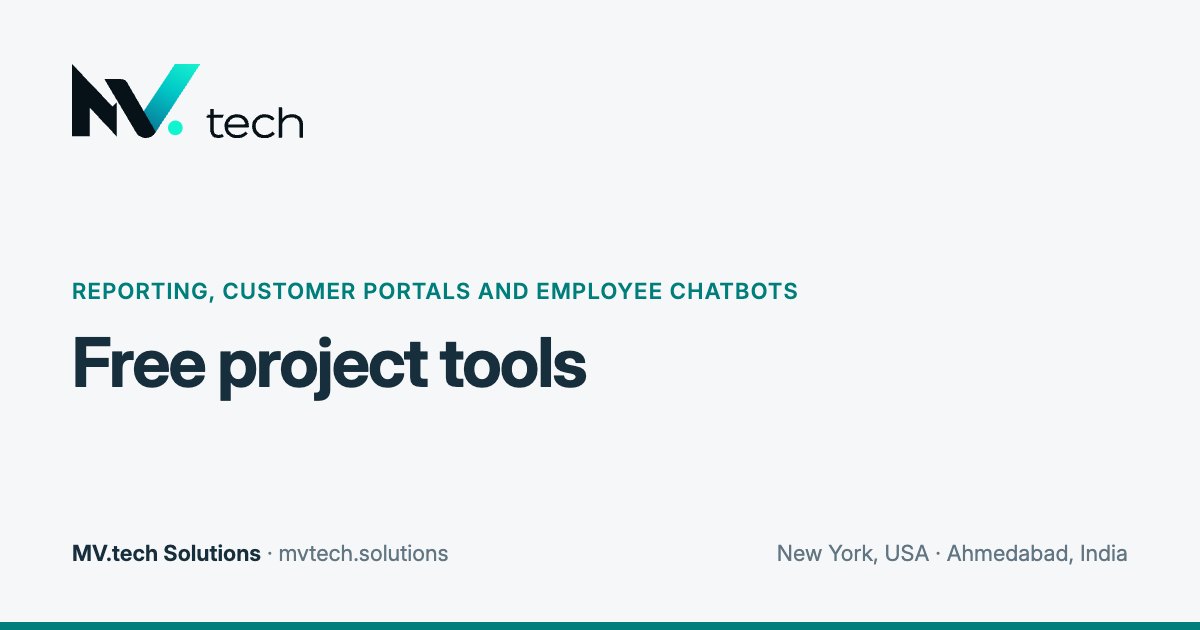 MV. tech
REPORTING, CUSTOMER PORTALS AND EMPLOYEE CHATBOTS
Free project tools
MV.tech Solutions · mvtech.solutions
New York, USA · Ahmedabad, India